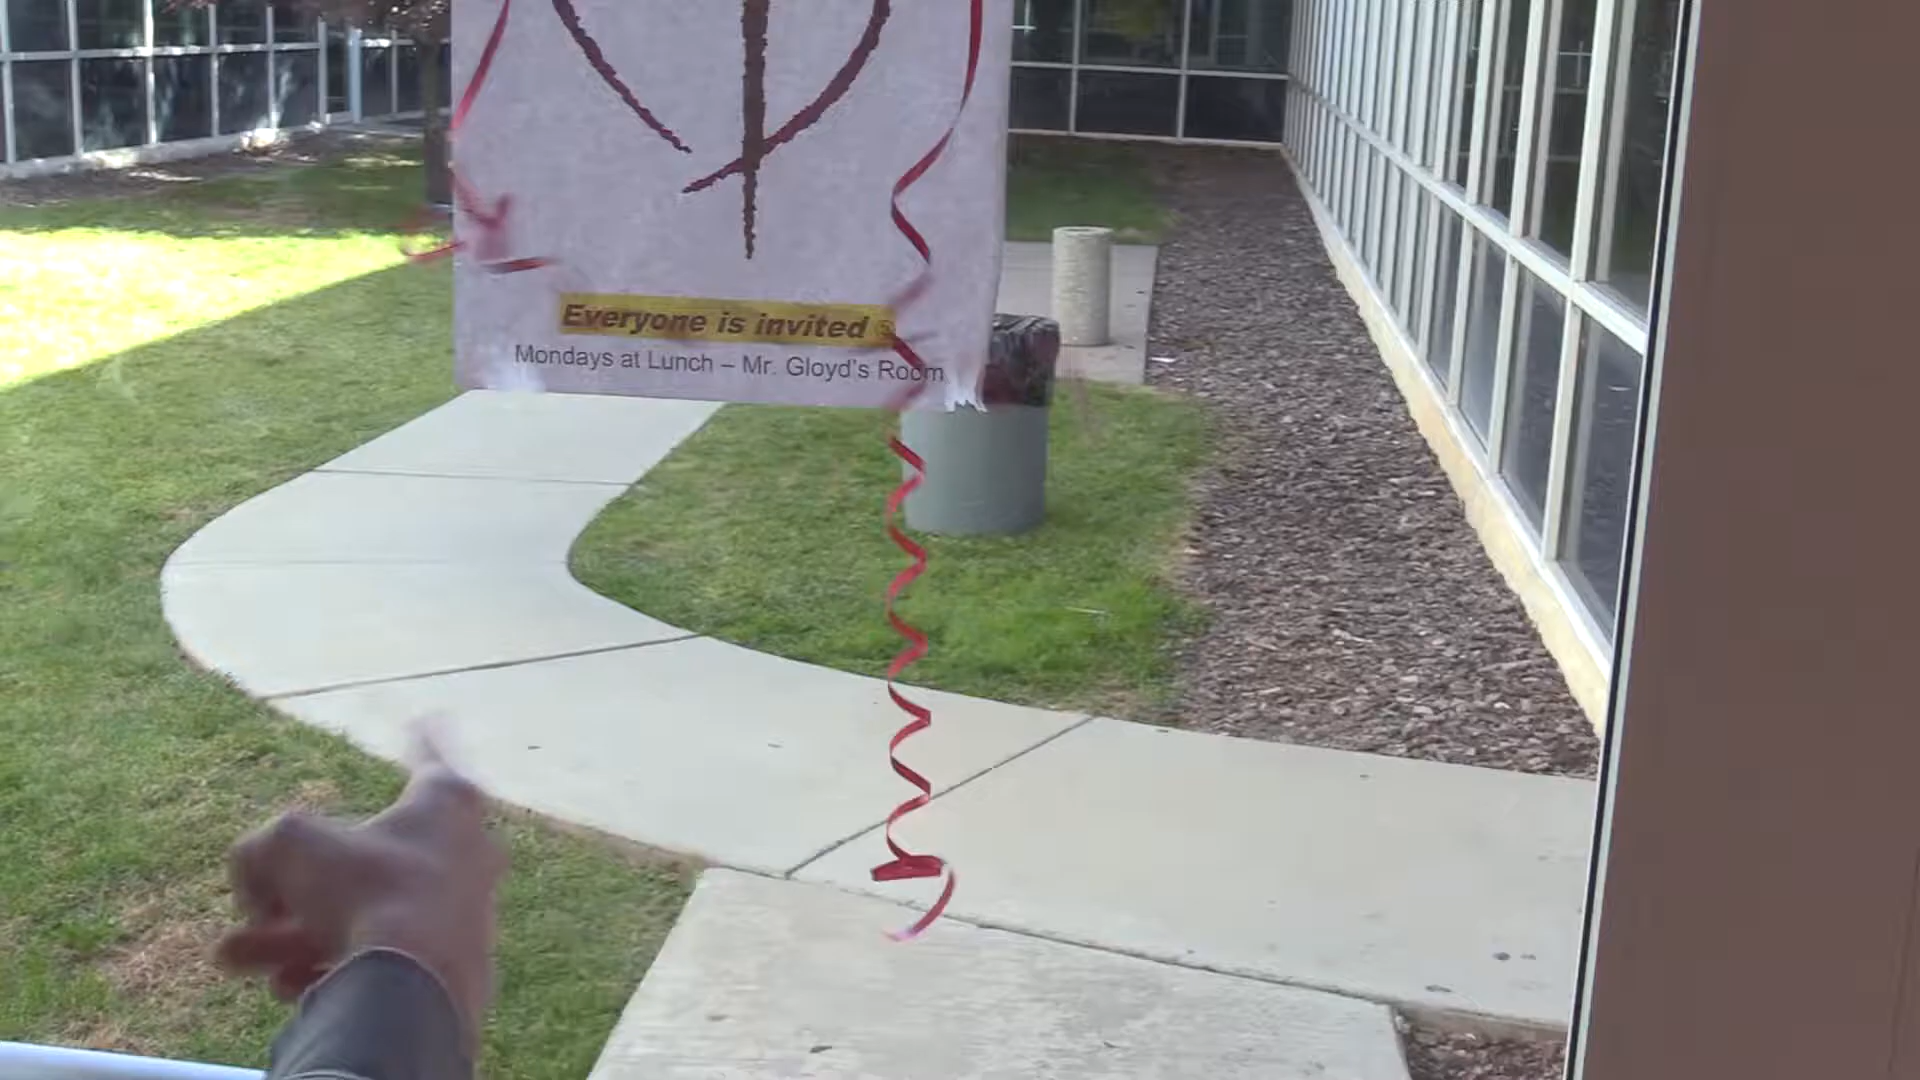 Everyone is invited ☺
Mondays at Lunch – Mr. Gloyd's Room